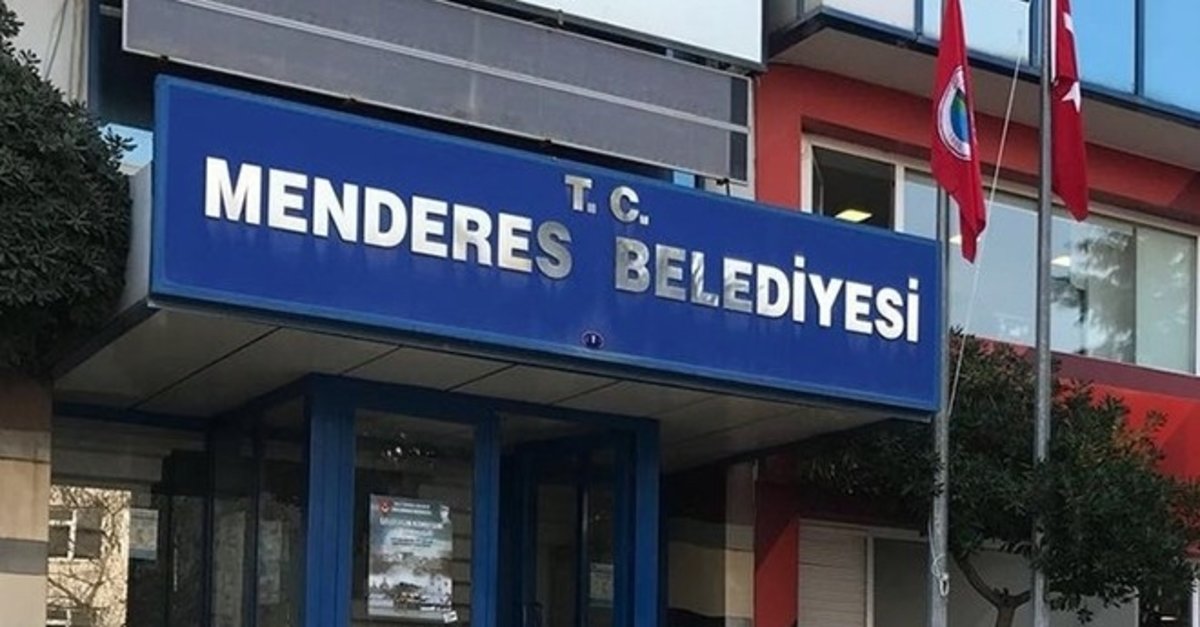 T. C.
MENDERES BELEDİYESİ